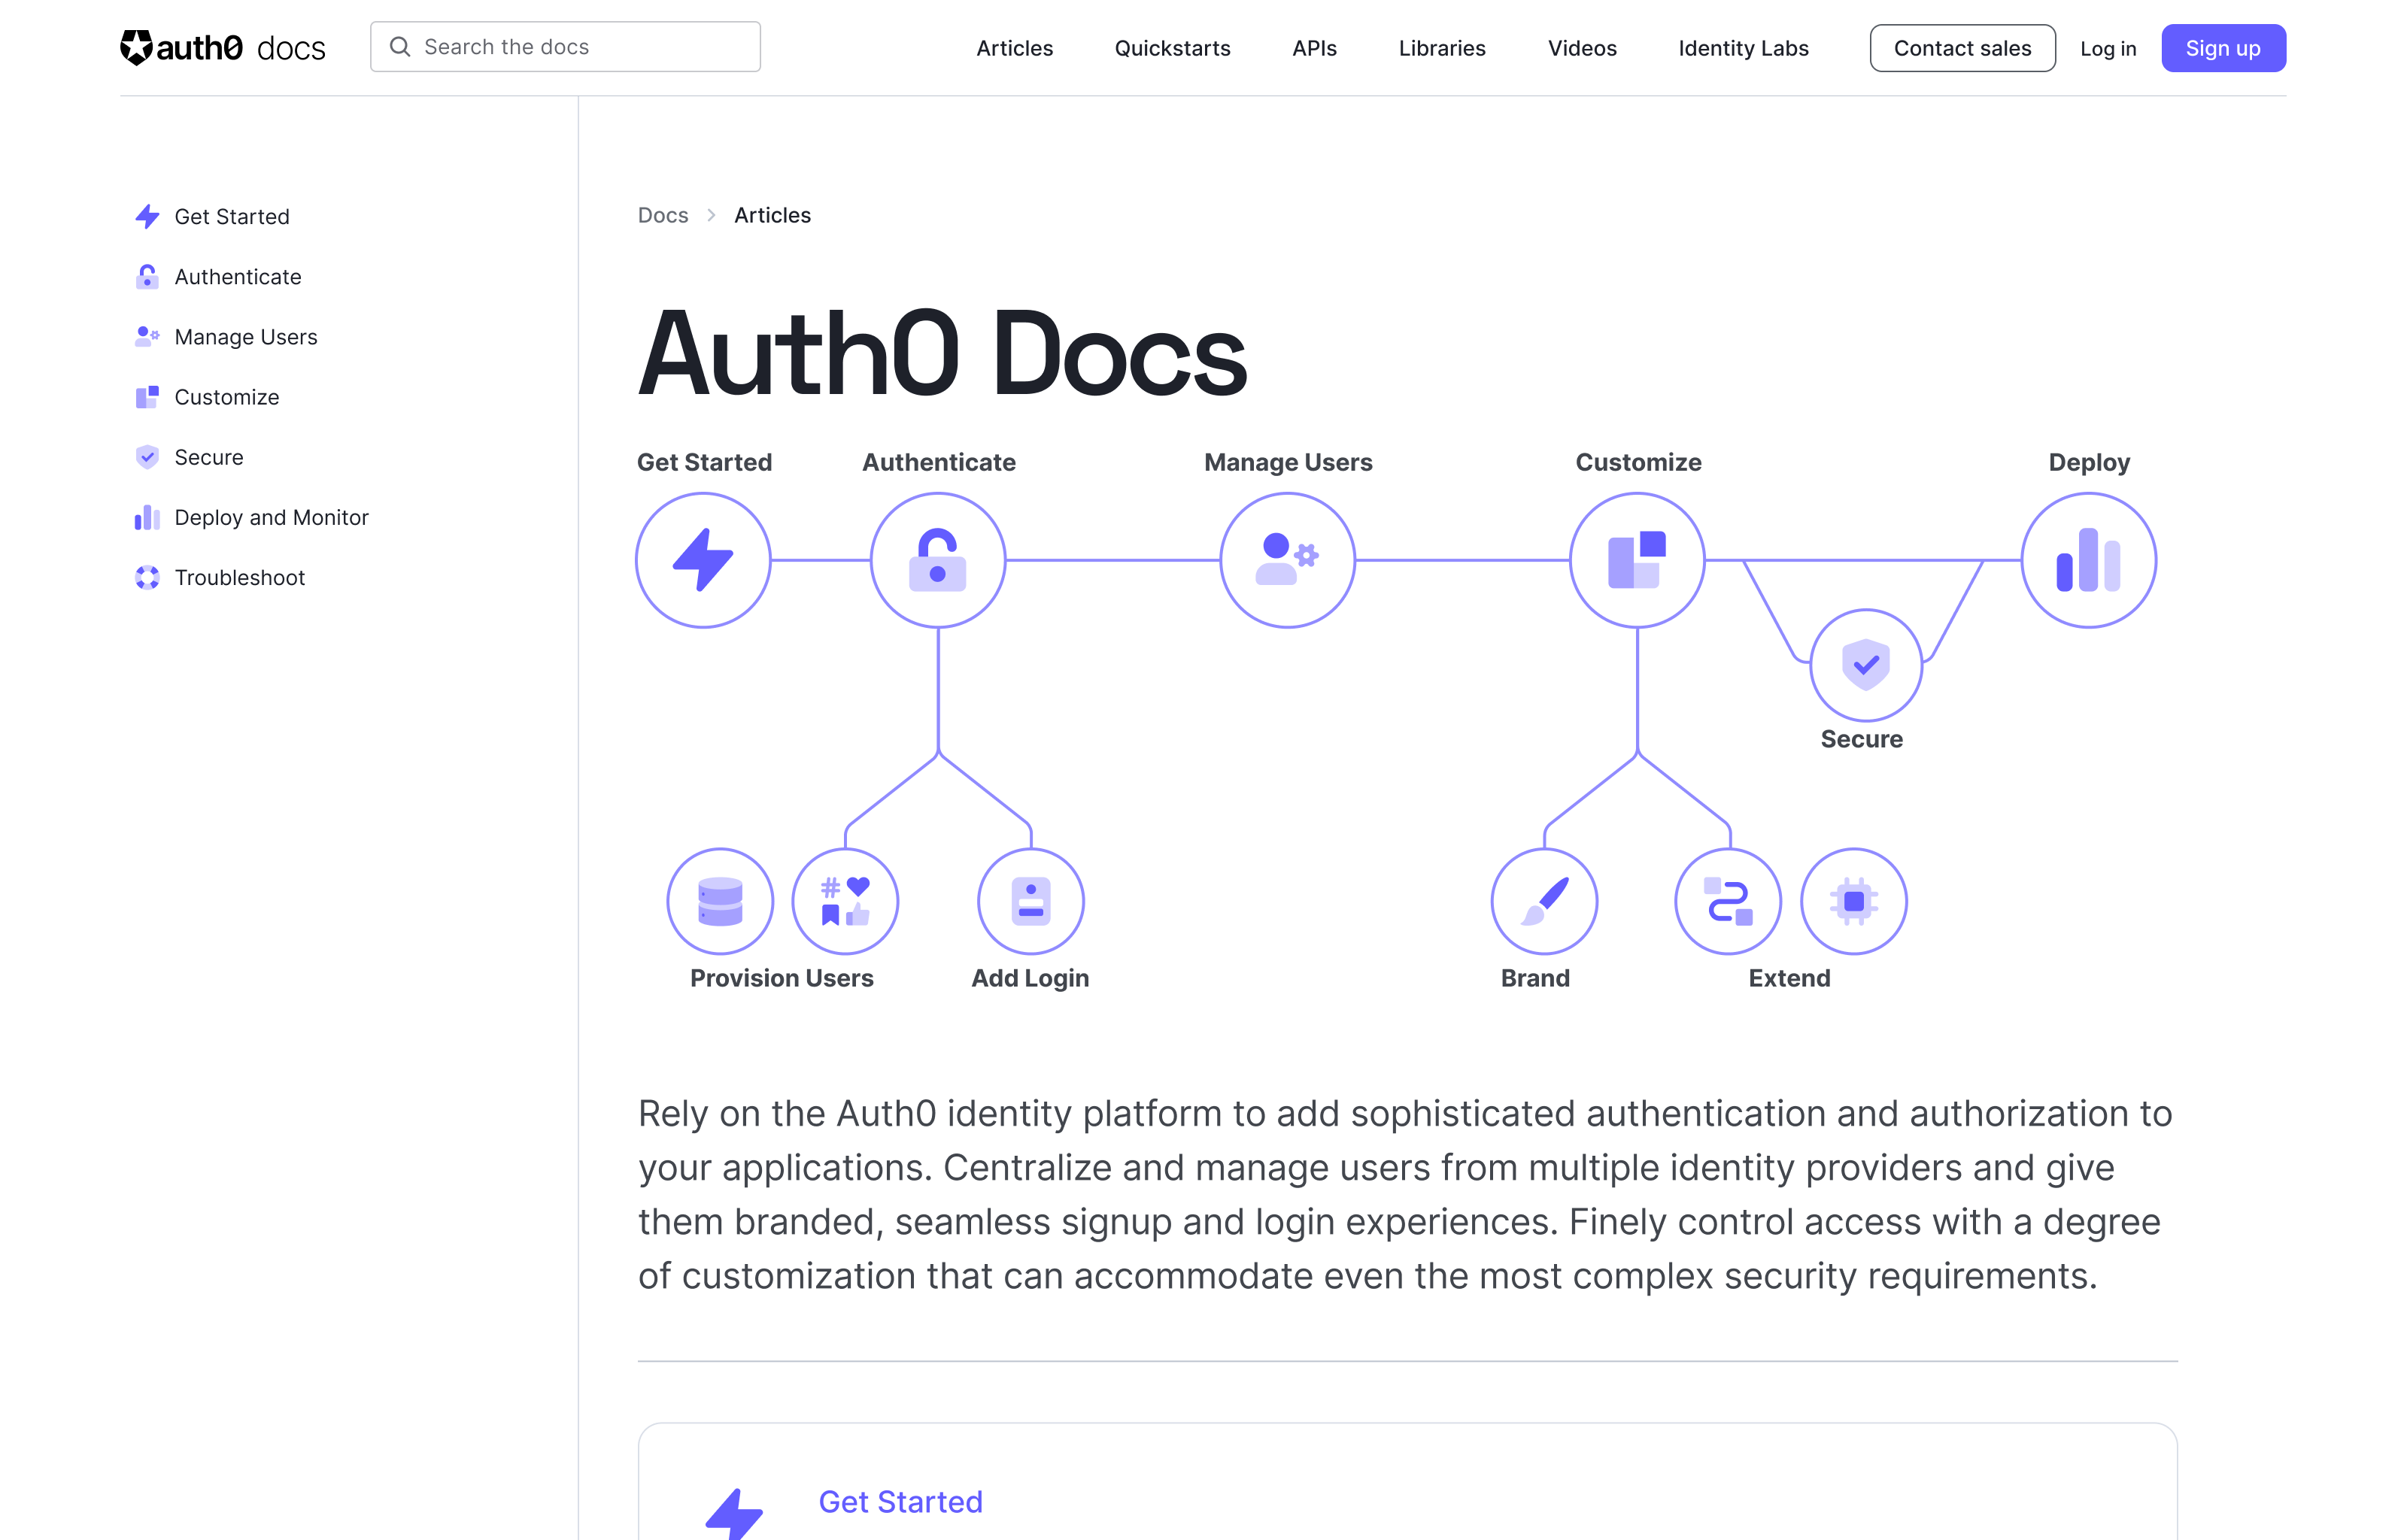 auth0 docs
Search the docs
Articles
Quickstarts
APIs
Libraries
Videos
Identity Labs
Contact sales
Log in
Sign up
Get Started
Authenticate
Manage Users
Customize
Secure
Deploy and Monitor
Troubleshoot
Docs > Articles
Auth0 Docs
Get Started
Authenticate
Manage Users
Customize
Deploy
Secure
Provision Users
Add Login
Brand
Extend
Rely on the Auth0 identity platform to add sophisticated authentication and authorization to
your applications. Centralize and manage users from multiple identity providers and give
them branded, seamless signup and login experiences. Finely control access with a degree
of customization that can accommodate even the most complex security requirements.
Get Started